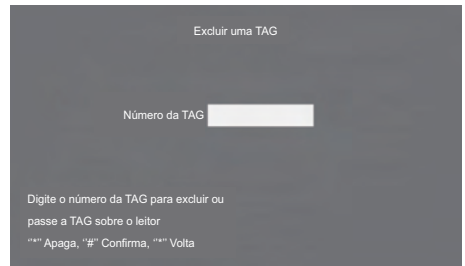 Excluir uma TAG
Número da TAG
Digite o número da TAG para excluir ou
passe a TAG sobre o leitor
"*" Apaga, "#" Confirma, "*" Volta